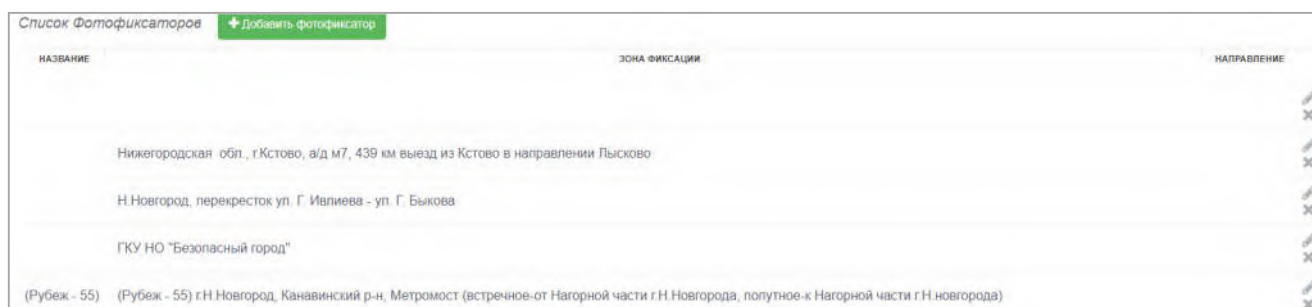 Список Фотофиксаторов +Добавить фотофиксатор
НАЗВАНИЕ ЗОНА ФИКСАЦИИ НАПРАВЛЕНИЕ
Нижегородская обл., г.Кстово, а/д м7, 439 км выезд из Кстово в направлении Лысково
Н.Новгород, перекресток ул. Г. Ивлиева - ул. Г. Быкова
ГКУ НО "Безопасный город"
(Рубеж - 55) (Рубеж - 55) г.Н.Новгород, Канавинский р-н, Метромост (встречное-от Нагорной части г.Н.Новгорода, попутное-к Нагорной части г.Н.новгорода)